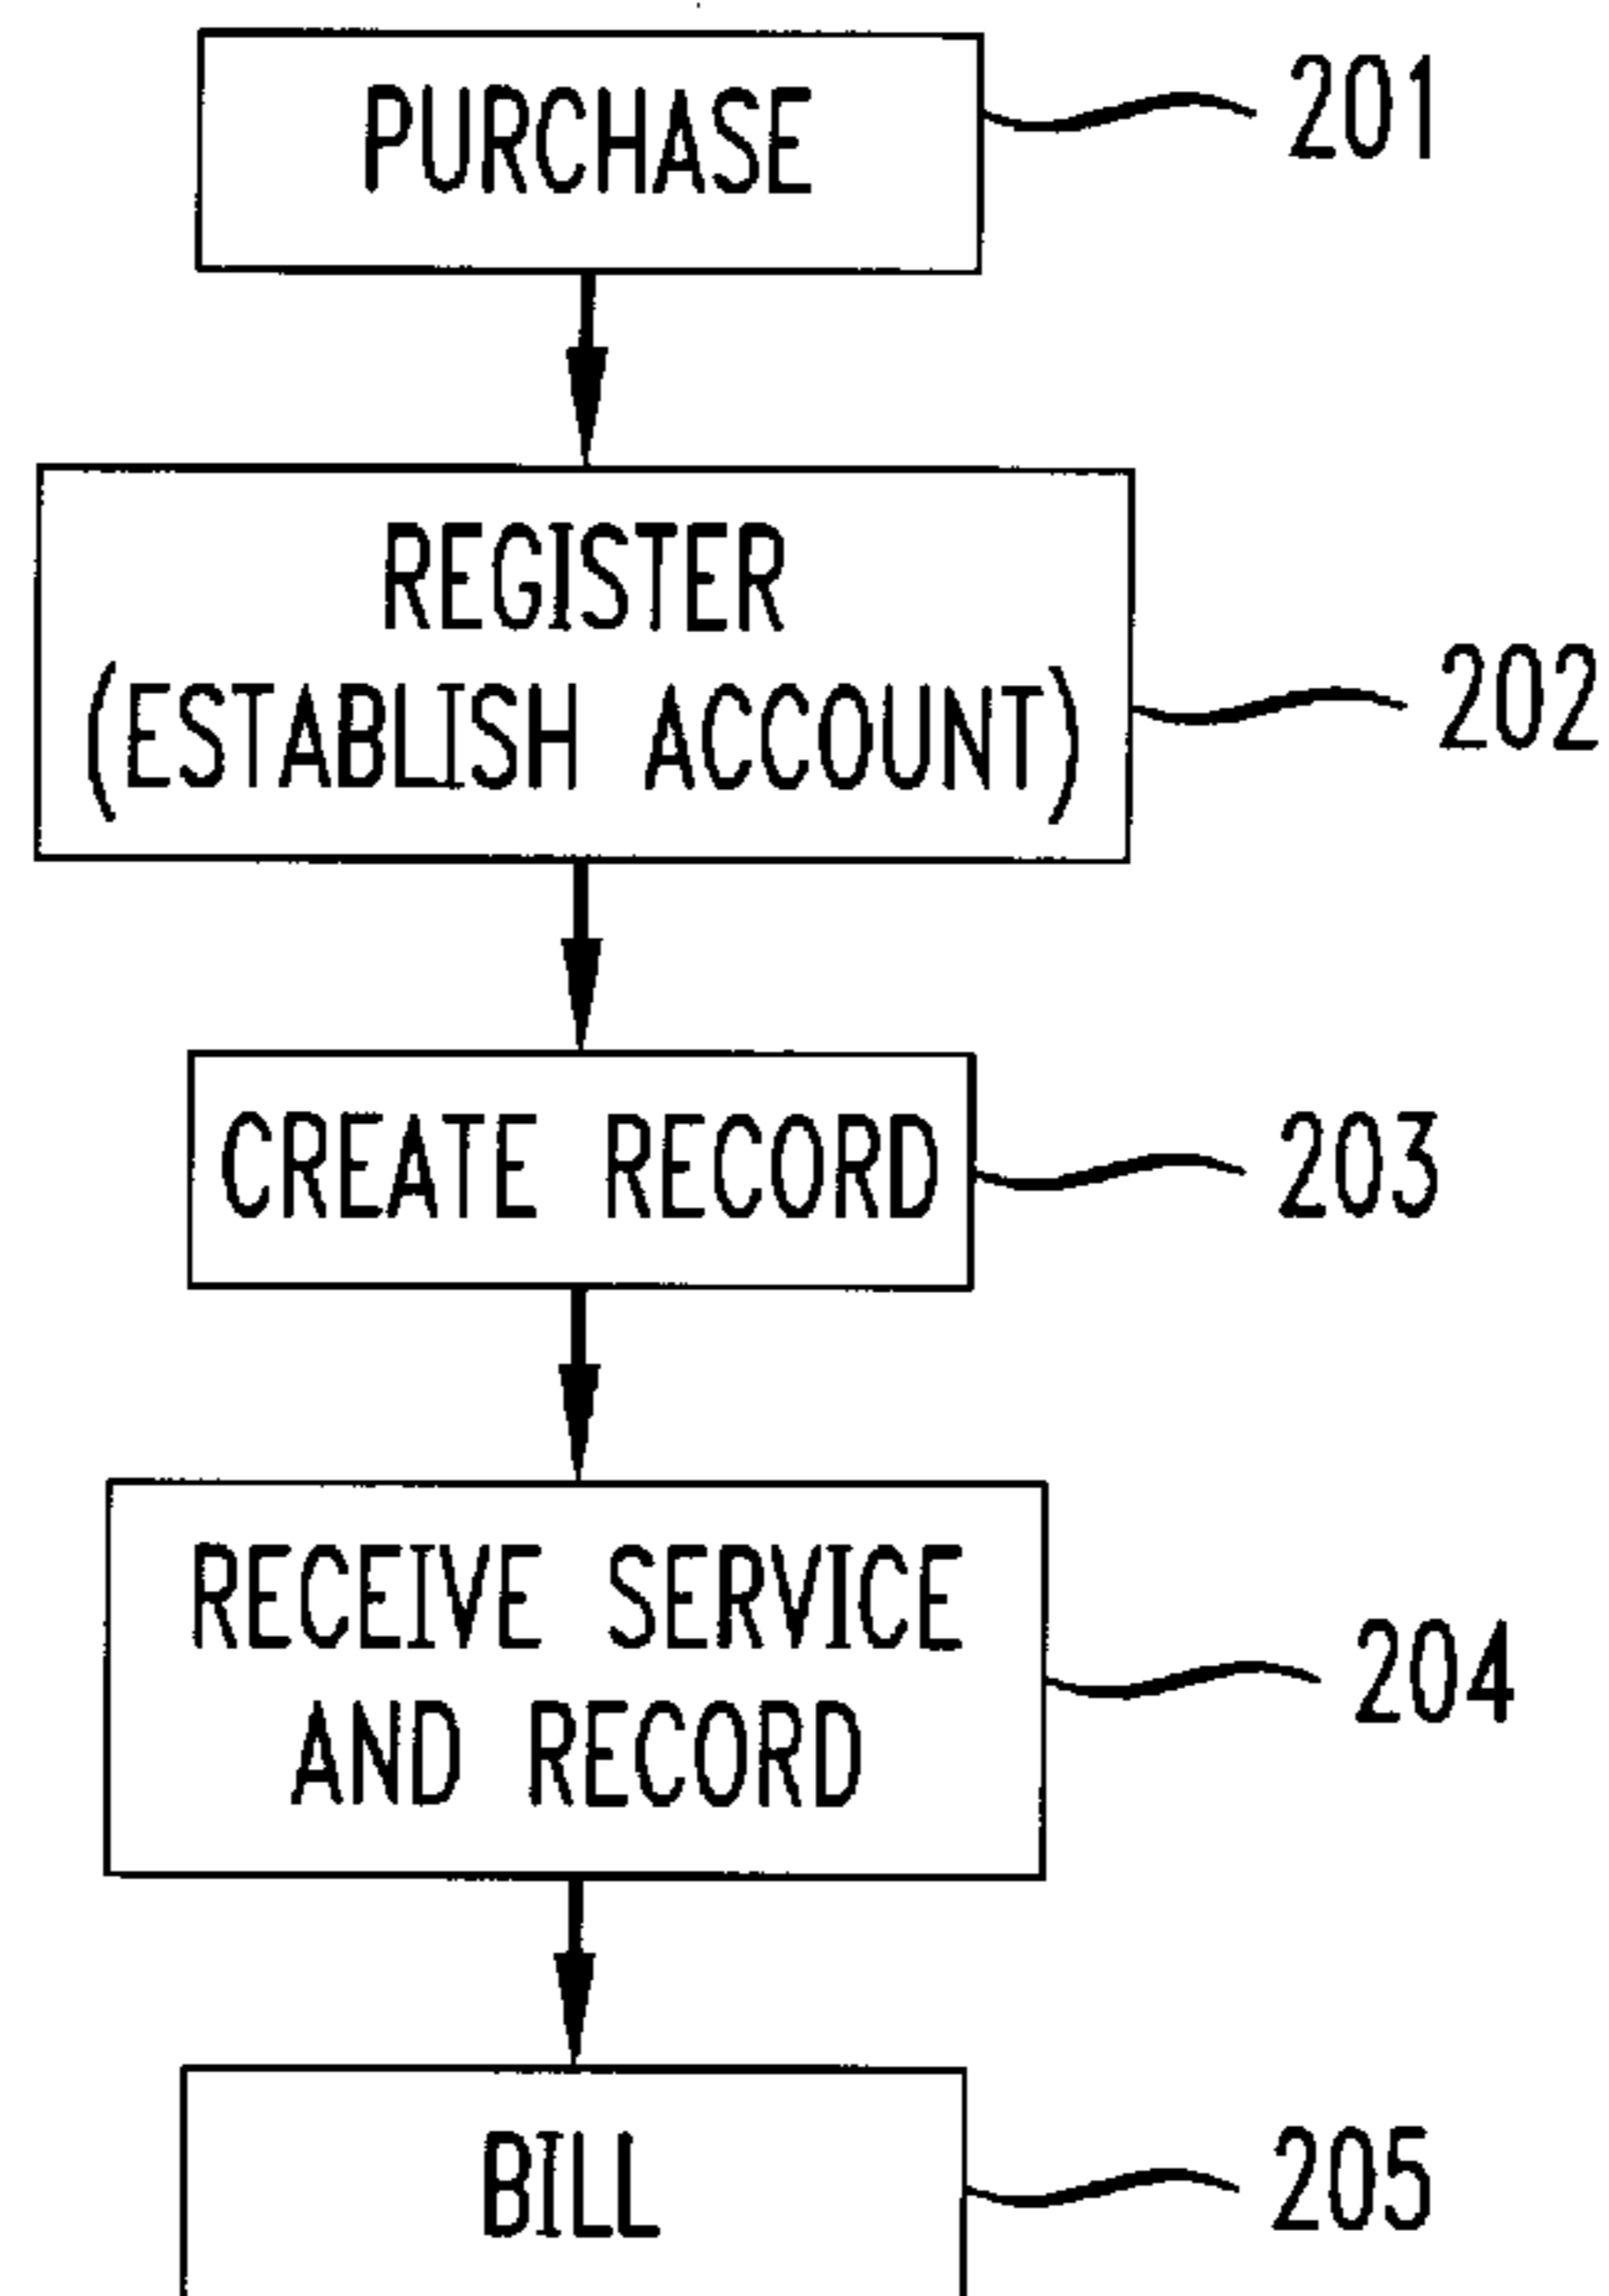 PURCHASE
201
REGISTER
(ESTABLISH ACCOUNT)
202
CREATE RECORD
203
RECEIVE SERVICE
AND RECORD
204
BILL
205